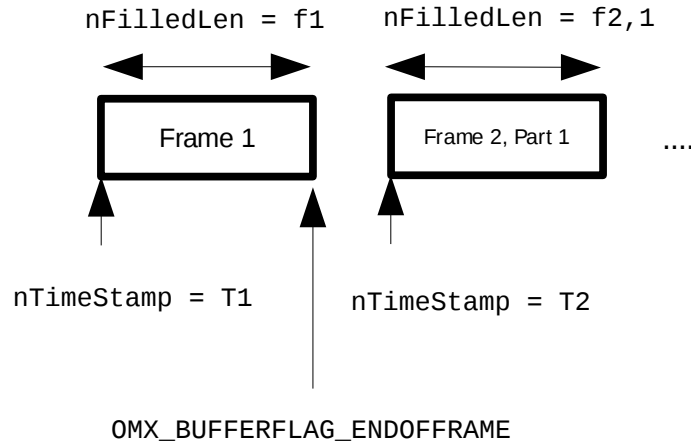 nFilledLen = f1
nFilledLen = f2,1
Frame 1
Frame 2, Part 1
....
nTimeStamp = T1
nTimeStamp = T2
OMX_BUFFERFLAG_ENDOFFRAME